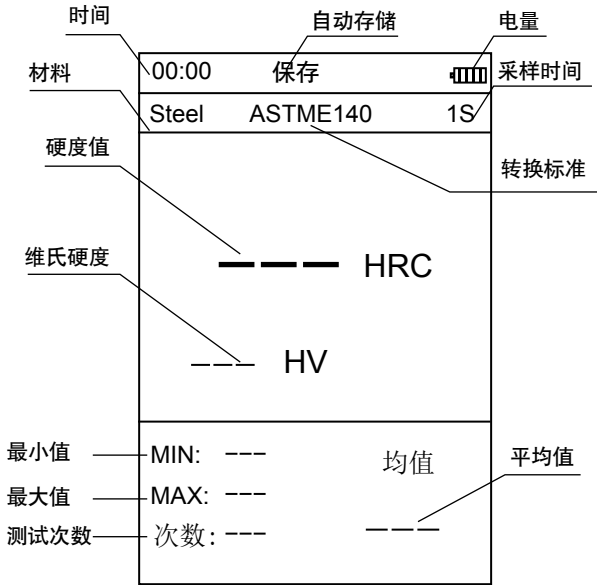 时间 自动存储 电量
材料 00:00 保存 采样时间
Steel ASTME140 1S
硬度值 转换标准
--- HRC
维氏硬度
--- HV
最小值 MIN: --- 均值 平均值
最大值 MAX: ---
测试次数 次数: --- ---